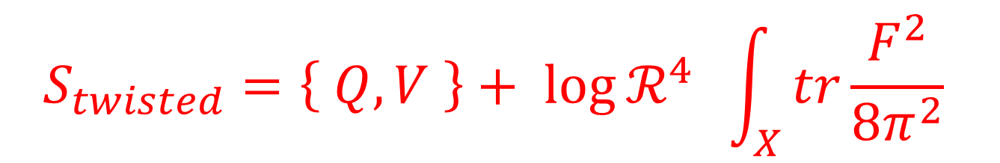 S_{twisted} = { Q, V } + log ℛ^4 ∫_X tr F^2 / 8π^2